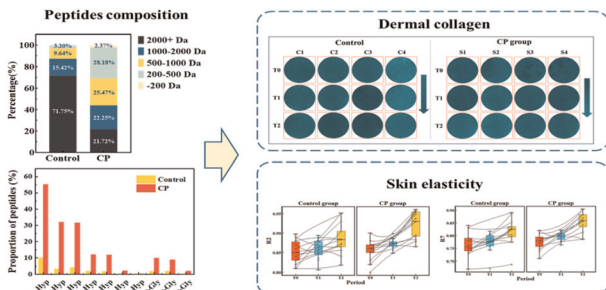 Peptides composition
Percentage(%)
100
80
60
40
20
0
3.20%
9.64%
15.42%
71.75%
2.37%
28.18%
25.47%
22.25%
21.72%
Control
CP
2000+ Da
1000-2000 Da
500-1000 Da
200-500 Da
-200 Da
Proportion of peptides (%)
60
50
40
30
20
10
0
Control
CP
Hyp
Hyp
Hyp
Hyp
Hyp
Hyp
Hyp
Gly
Gly
Gly
Dermal collagen
Control
CP group
C1
C2
C3
C4
S1
S2
S3
S4
T0
T1
T2
T0
T1
T2
Skin elasticity
Control group
CP group
Control group
CP group
R2
R7
T0
T1
T2
T0
T1
T2
T0
T1
T2
T0
T1
T2
Period
Period